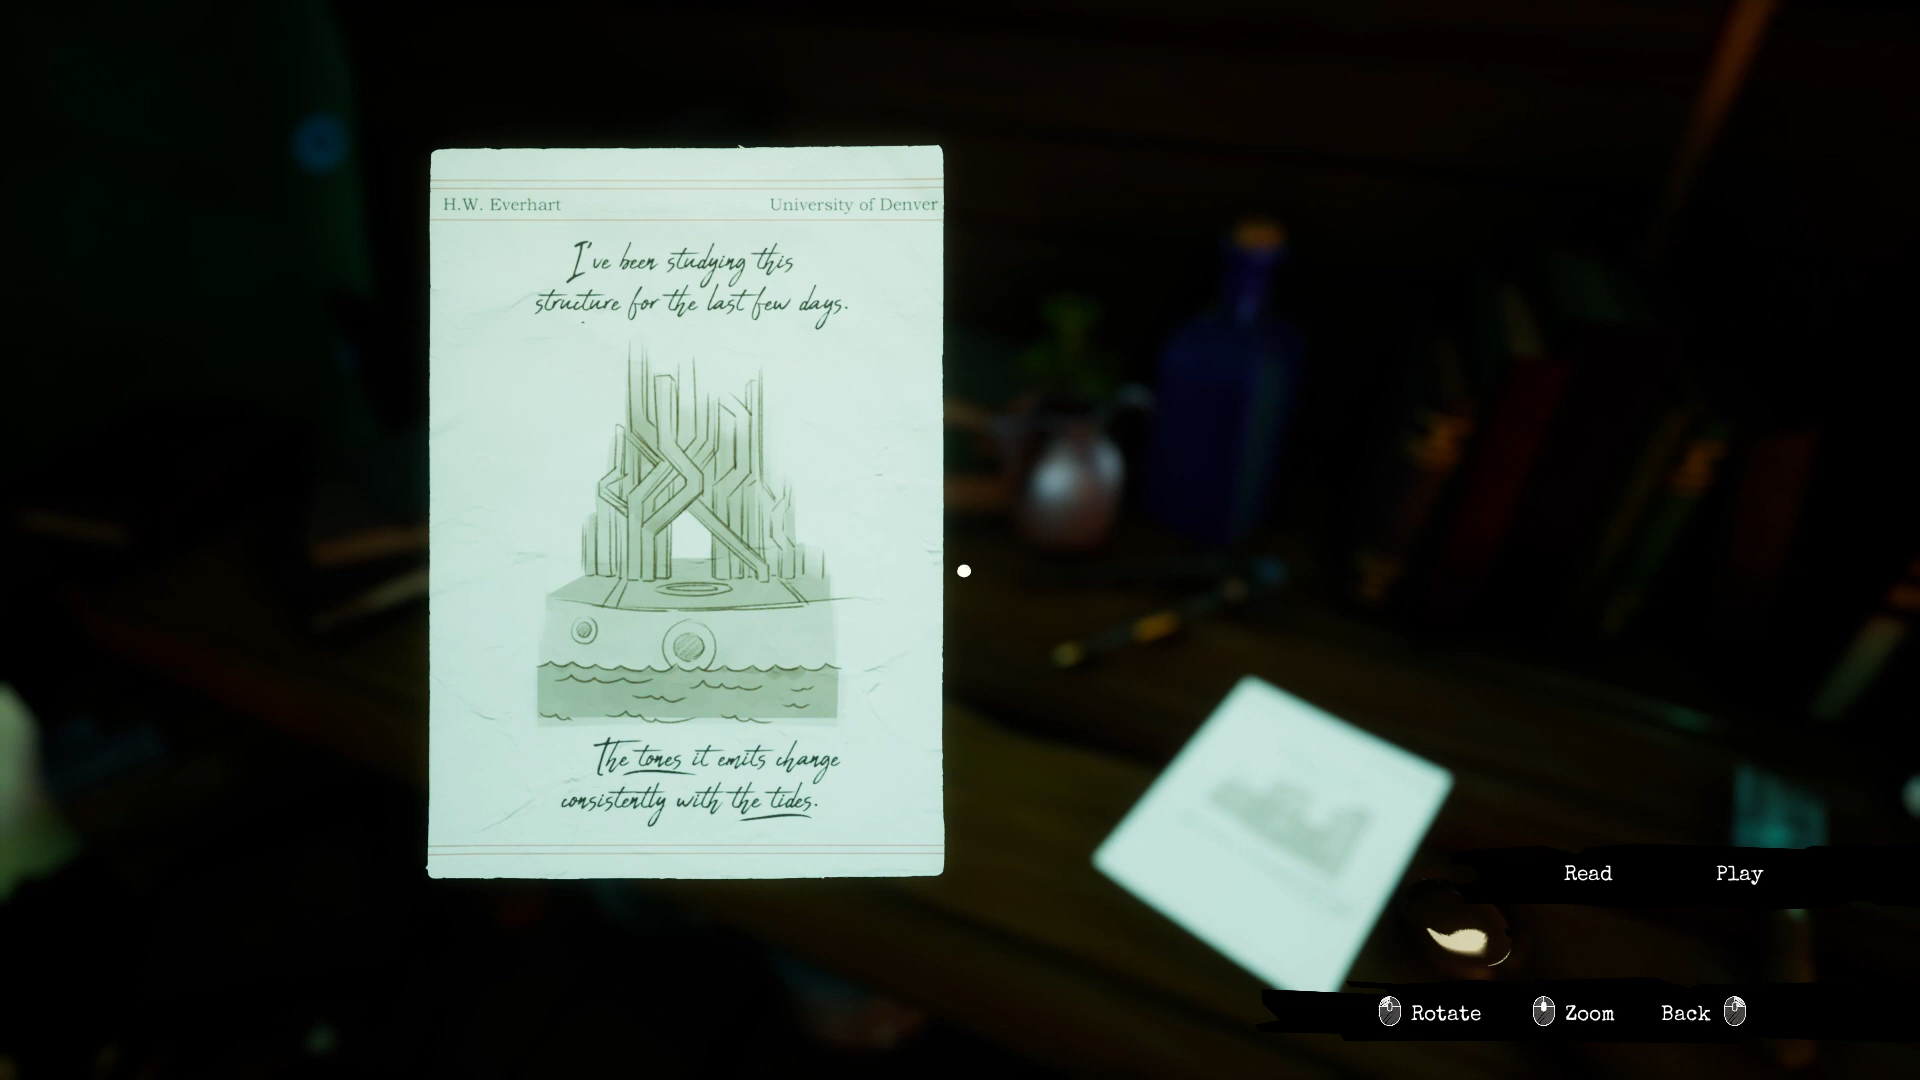 H.W. Everhart University of Denver
I've been studying this
structure for the last few days.
The tones it emits change
consistently with the tides.
Read Play
Rotate Zoom Back